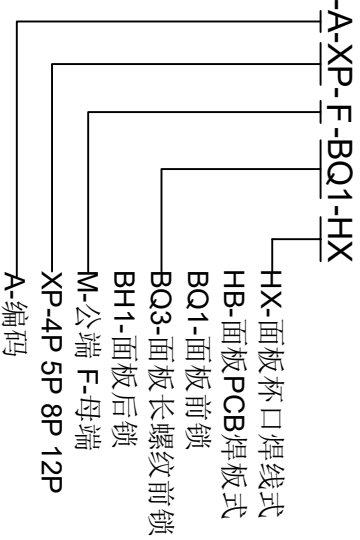 -A-XP-F-BQ1-HX
HX-面板杯口焊线式
HB-面板PCB焊板式
BQ1-面板前锁
BQ3-面板长螺纹前锁
BH1-面板后锁
M-公端 F-母端
XP-4P 5P 8P 12P
A-编码